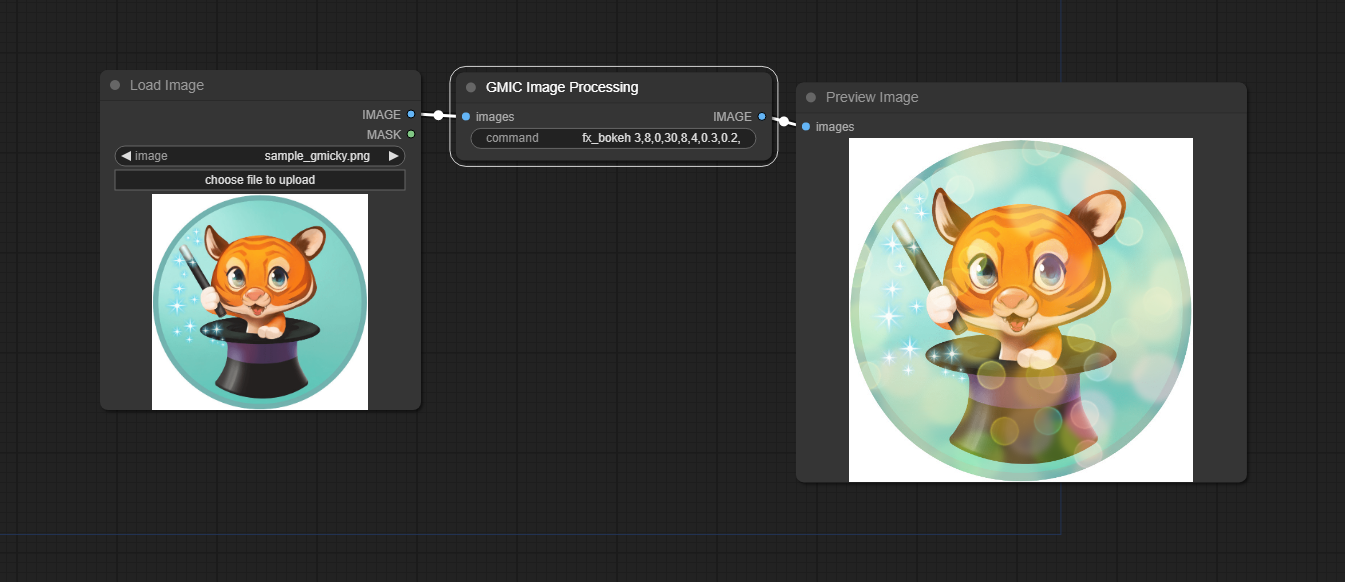 Load Image
IMAGE
MASK
image sample_gmicky.png
choose file to upload
GMIC Image Processing
images IMAGE
command fx_bokeh 3,8,0,30,8,4,0.3,0.2,
Preview Image
images